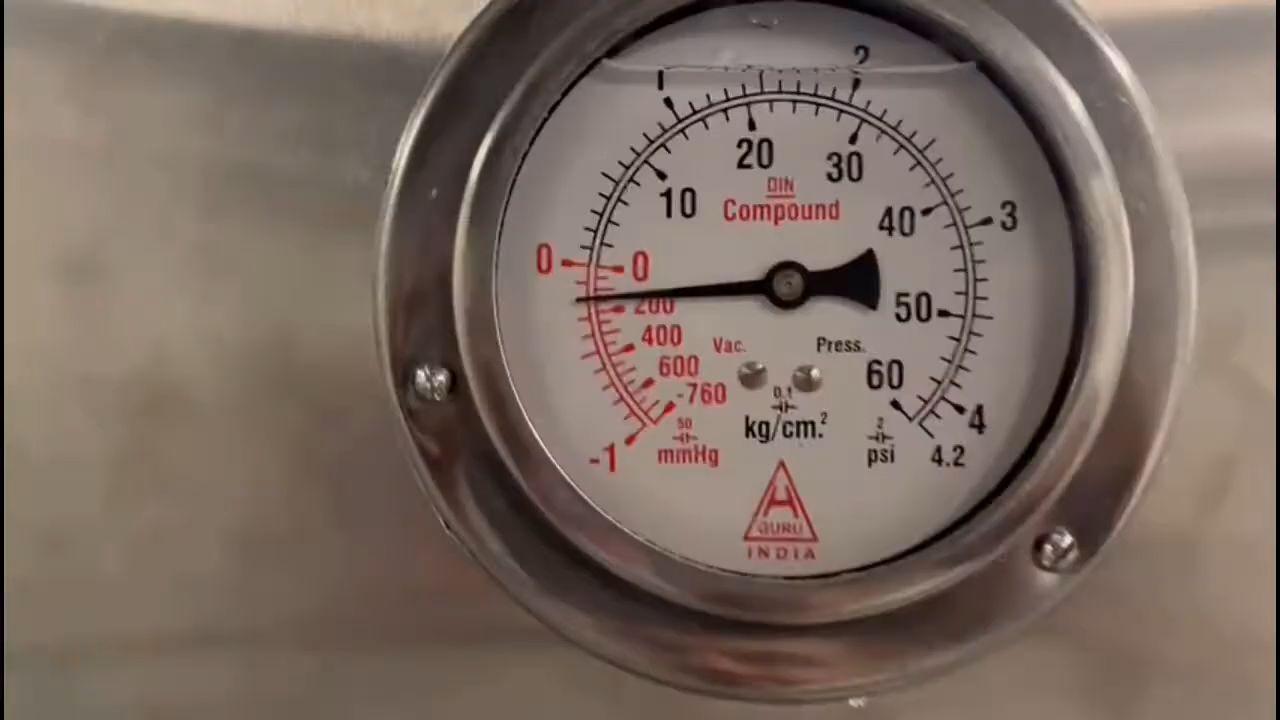 1
2
20
30
10
DIN
Compound
40
3
0
0
200
50
400
Vac.
Press.
600
60
-760
0.1
kg/cm.²
4
50
mmHg
-1
2
psi
4.2
H
GURU
INDIA